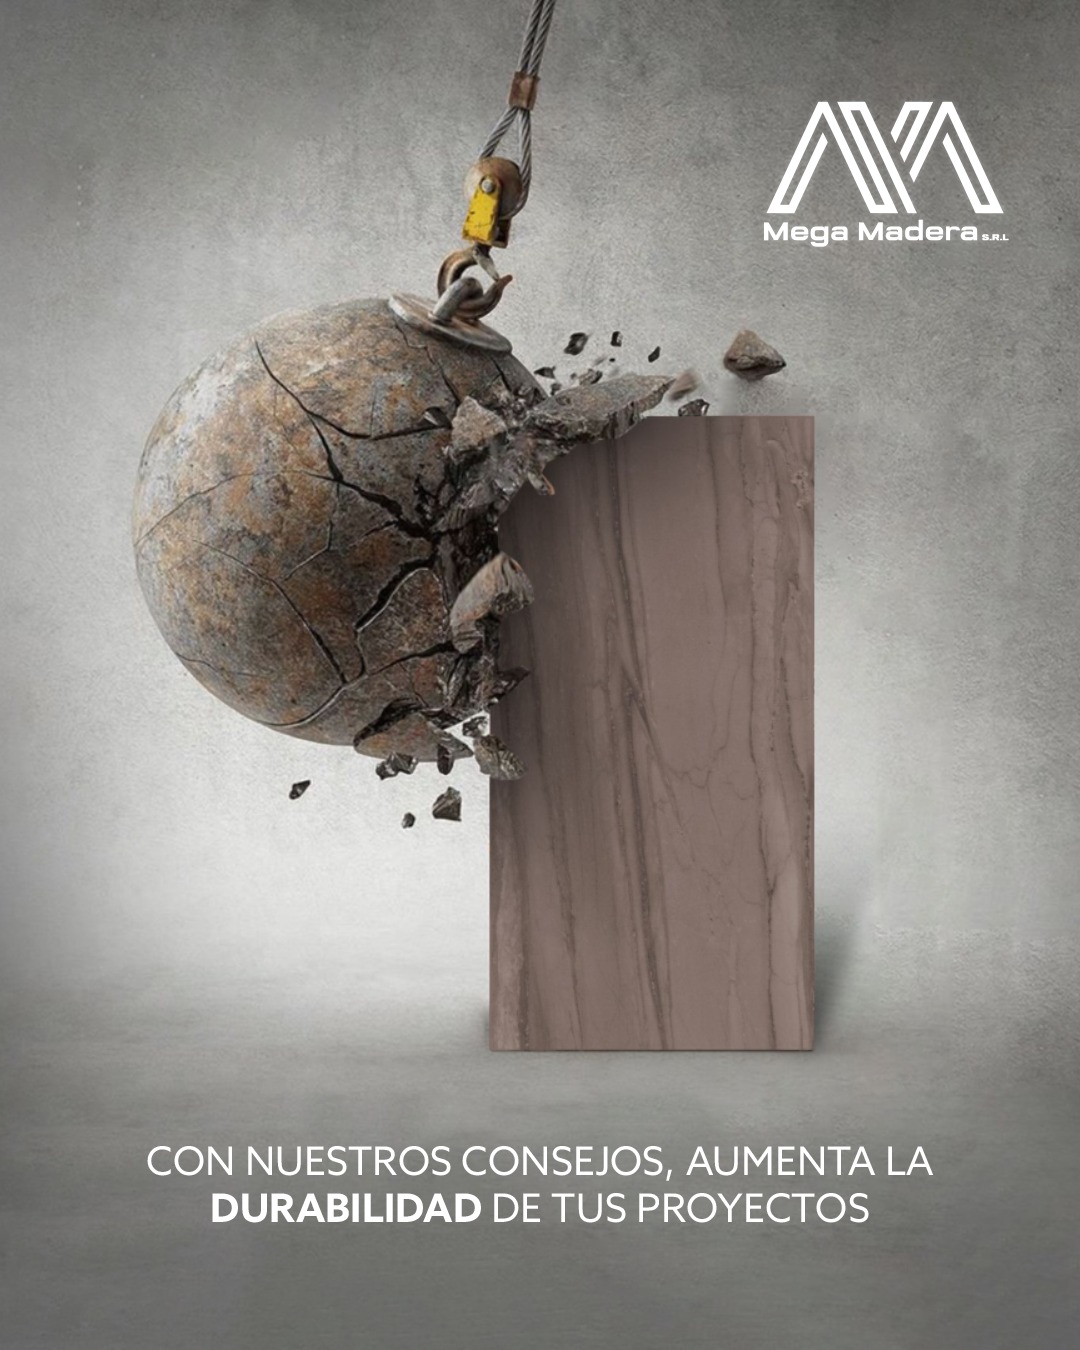 Mega Madera S.R.L
CON NUESTROS CONSEJOS, AUMENTA LA
DURABILIDAD DE TUS PROYECTOS